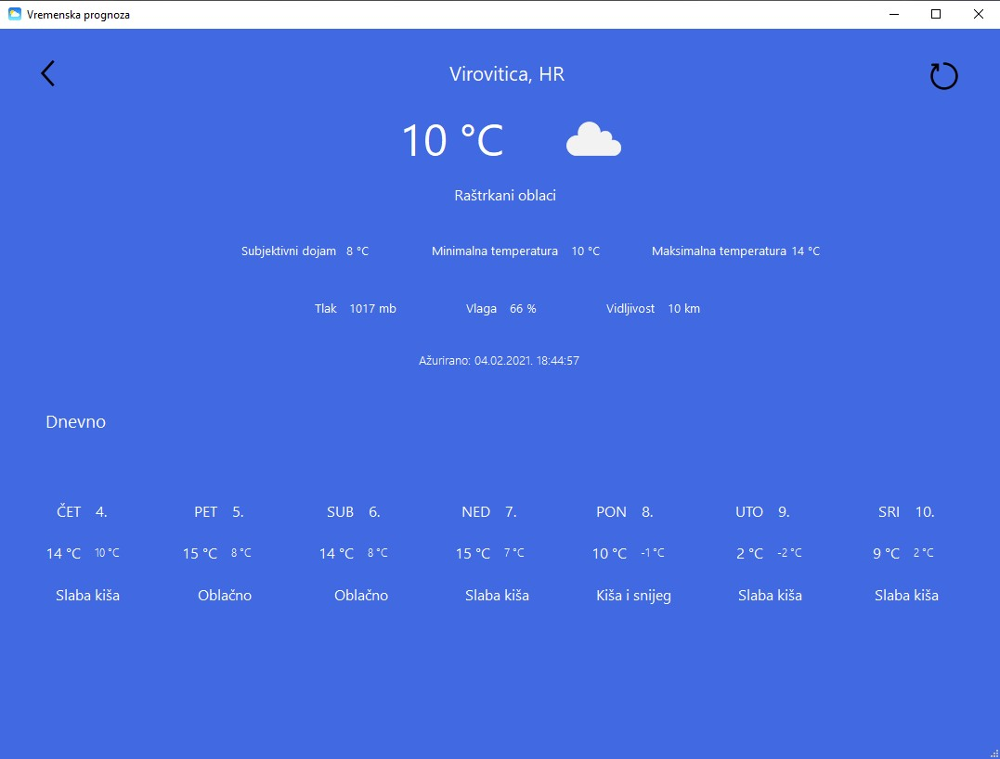 Vremenska prognoza
Virovitica, HR
10 °C
Raštrkani oblaci
Subjektivni dojam 8 °C Minimalna temperatura 10 °C Maksimalna temperatura 14 °C
Tlak 1017 mb Vlaga 66 % Vidljivost 10 km
Ažurirano: 04.02.2021. 18:44:57
Dnevno
ČET 4. PET 5. SUB 6. NED 7. PON 8. UTO 9. SRI 10.
14 °C 10 °C 15 °C 8 °C 14 °C 8 °C 15 °C 7 °C 10 °C -1 °C 2 °C -2 °C 9 °C 2 °C
Slaba kiša Oblačno Oblačno Slaba kiša Kiša i snijeg Slaba kiša Slaba kiša